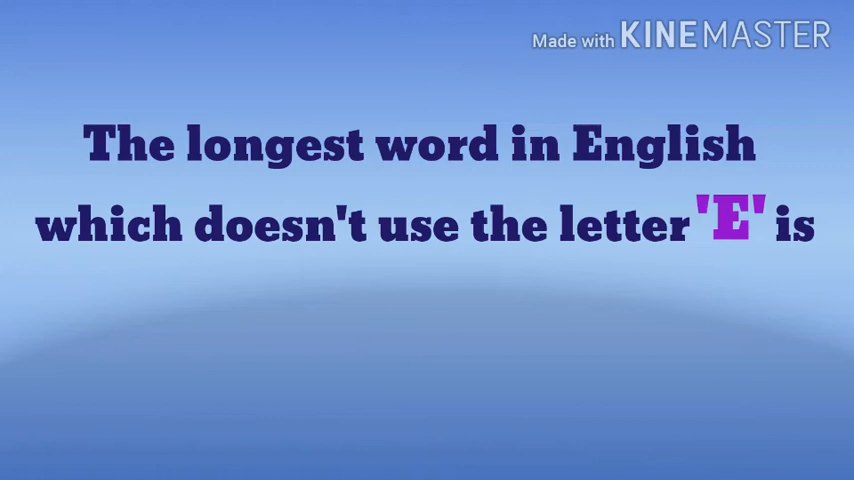 Made with KINEMASTER
The longest word in English
which doesn't use the letter 'E' is